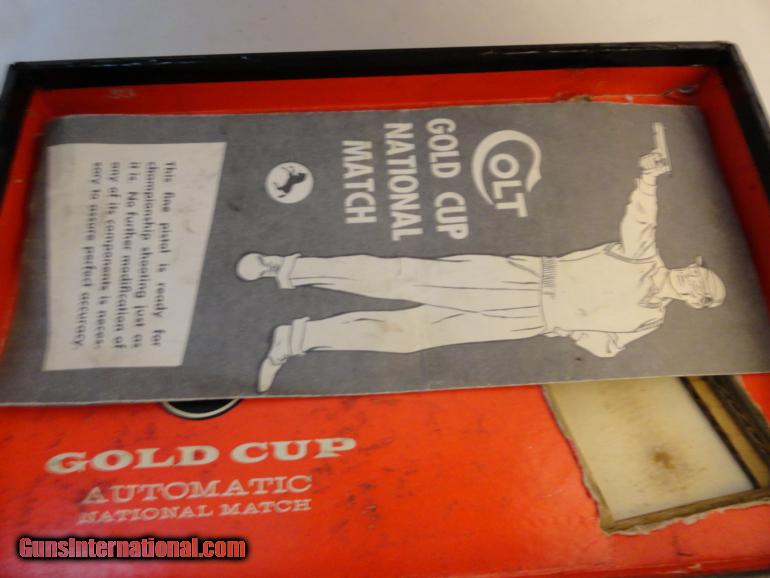 COLT
GOLD CUP
NATIONAL
MATCH
This fine pistol is ready for
championship shooting just as
it is. No further modification of
any of its components is neces-
sary to assure perfect accuracy.
GOLD CUP
AUTOMATIC
NATIONAL MATCH
GunsInternational.com